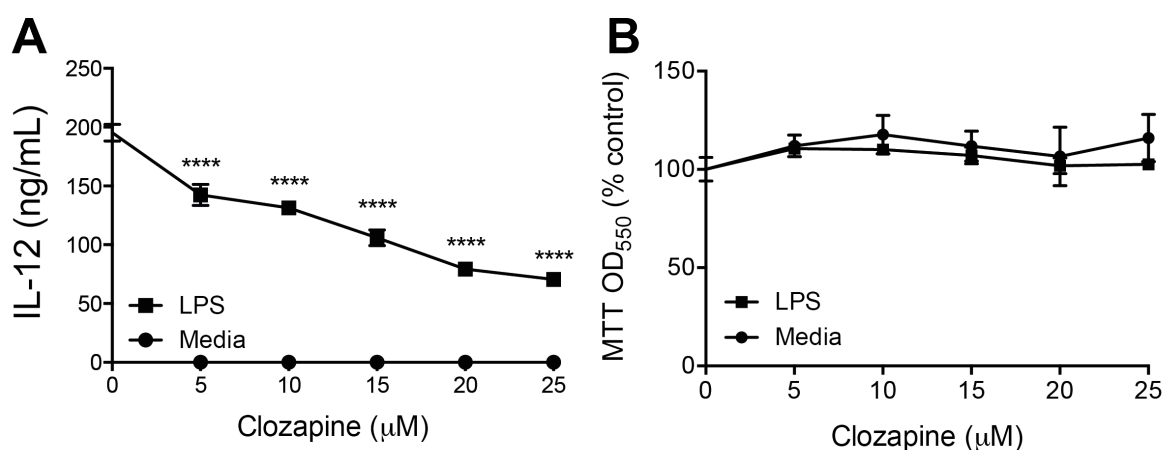 A
IL-12 (ng/mL)
250
200
150
100
50
0
****
****
****
****
****
LPS
Media
0 5 10 15 20 25
Clozapine (μM)
B
MTT OD550 (% control)
150
100
50
0
LPS
Media
0 5 10 15 20 25
Clozapine (μM)